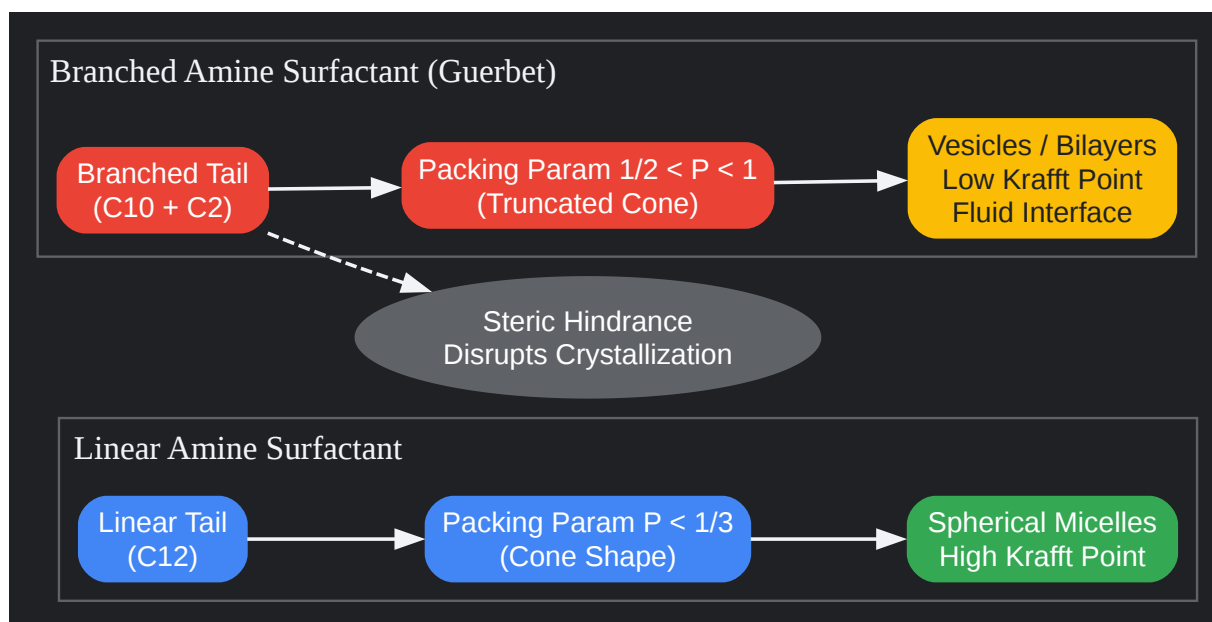 Branched Amine Surfactant (Guerbet)
Branched Tail
(C10 + C2)
Packing Param 1/2 < P < 1
(Truncated Cone)
Vesicles / Bilayers
Low Krafft Point
Fluid Interface
Steric Hindrance
Disrupts Crystallization
Linear Amine Surfactant
Linear Tail
(C12)
Packing Param P < 1/3
(Cone Shape)
Spherical Micelles
High Krafft Point